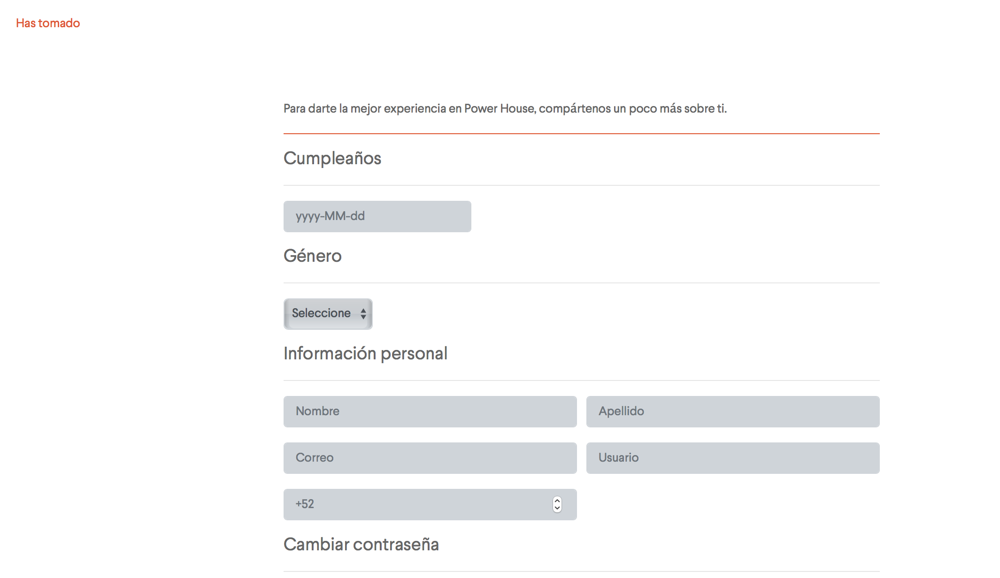 Has tomado
Para darte la mejor experiencia en Power House, compártenos un poco más sobre ti.
Cumpleaños
yyyy-MM-dd
Género
Seleccione
Información personal
Nombre
Apellido
Correo
Usuario
+52
Cambiar contraseña